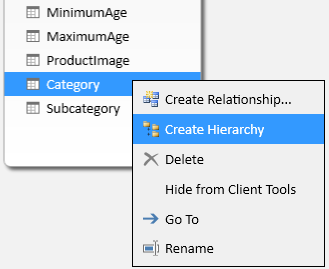 MinimumAge
MaximumAge
ProductImage
Category
Subcategory
Create Relationship...
Create Hierarchy
Delete
Hide from Client Tools
Go To
Rename